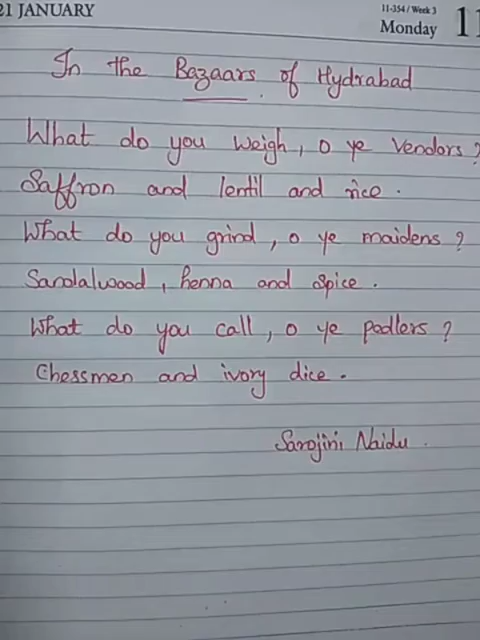 21 JANUARY
11-354 / Week 3
Monday 11
In the Bazaars of Hydrabad
What do you weigh, o ye vendors?
Saffron and lentil and rice.
What do you grind, o ye maidens?
Sandalwood, henna and spice.
What do you call, o ye pedlers?
Chessmen and ivory dice.
Sarojini Naidu.